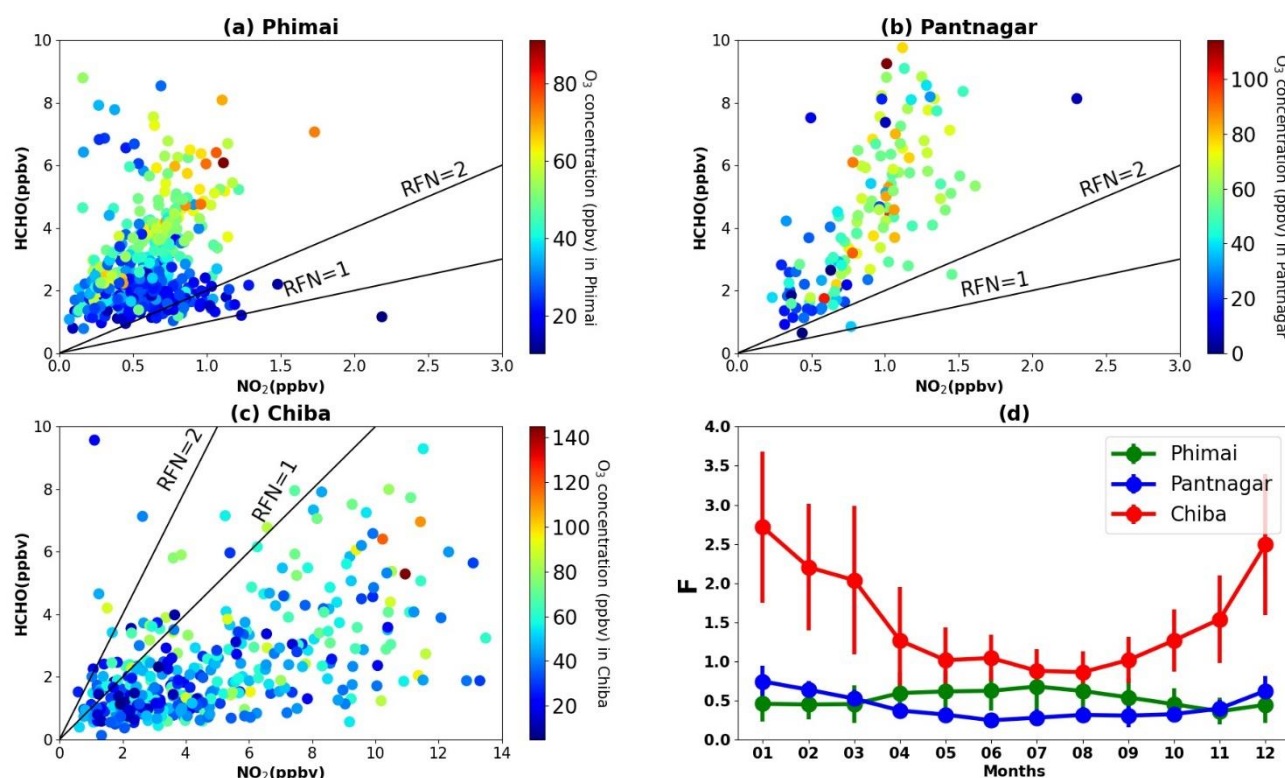 (a) Phimai
10
8
6
4
2
0
HCHO(ppbv)
RFN=2
RFN=1
0.0 0.5 1.0 1.5 2.0 2.5 3.0
NO2(ppbv)
80
60
40
20
O3 concentration (ppbv) in Phimai
(b) Pantnagar
10
8
6
4
2
0
HCHO(ppbv)
RFN=2
RFN=1
0.0 0.5 1.0 1.5 2.0 2.5 3.0
NO2(ppbv)
100
80
60
40
20
0
O3 concentration (ppbv) in Pantnagar
(c) Chiba
10
8
6
4
2
0
HCHO(ppbv)
RFN=2
RFN=1
0 2 4 6 8 10 12 14
NO2(ppbv)
140
120
100
80
60
40
20
O3 concentration (ppbv) in Chiba
(d)
4.0
3.5
3.0
2.5
2.0
1.5
1.0
0.5
0.0
F
Phimai
Pantnagar
Chiba
01 02 03 04 05 06 07 08 09 10 11 12
Months